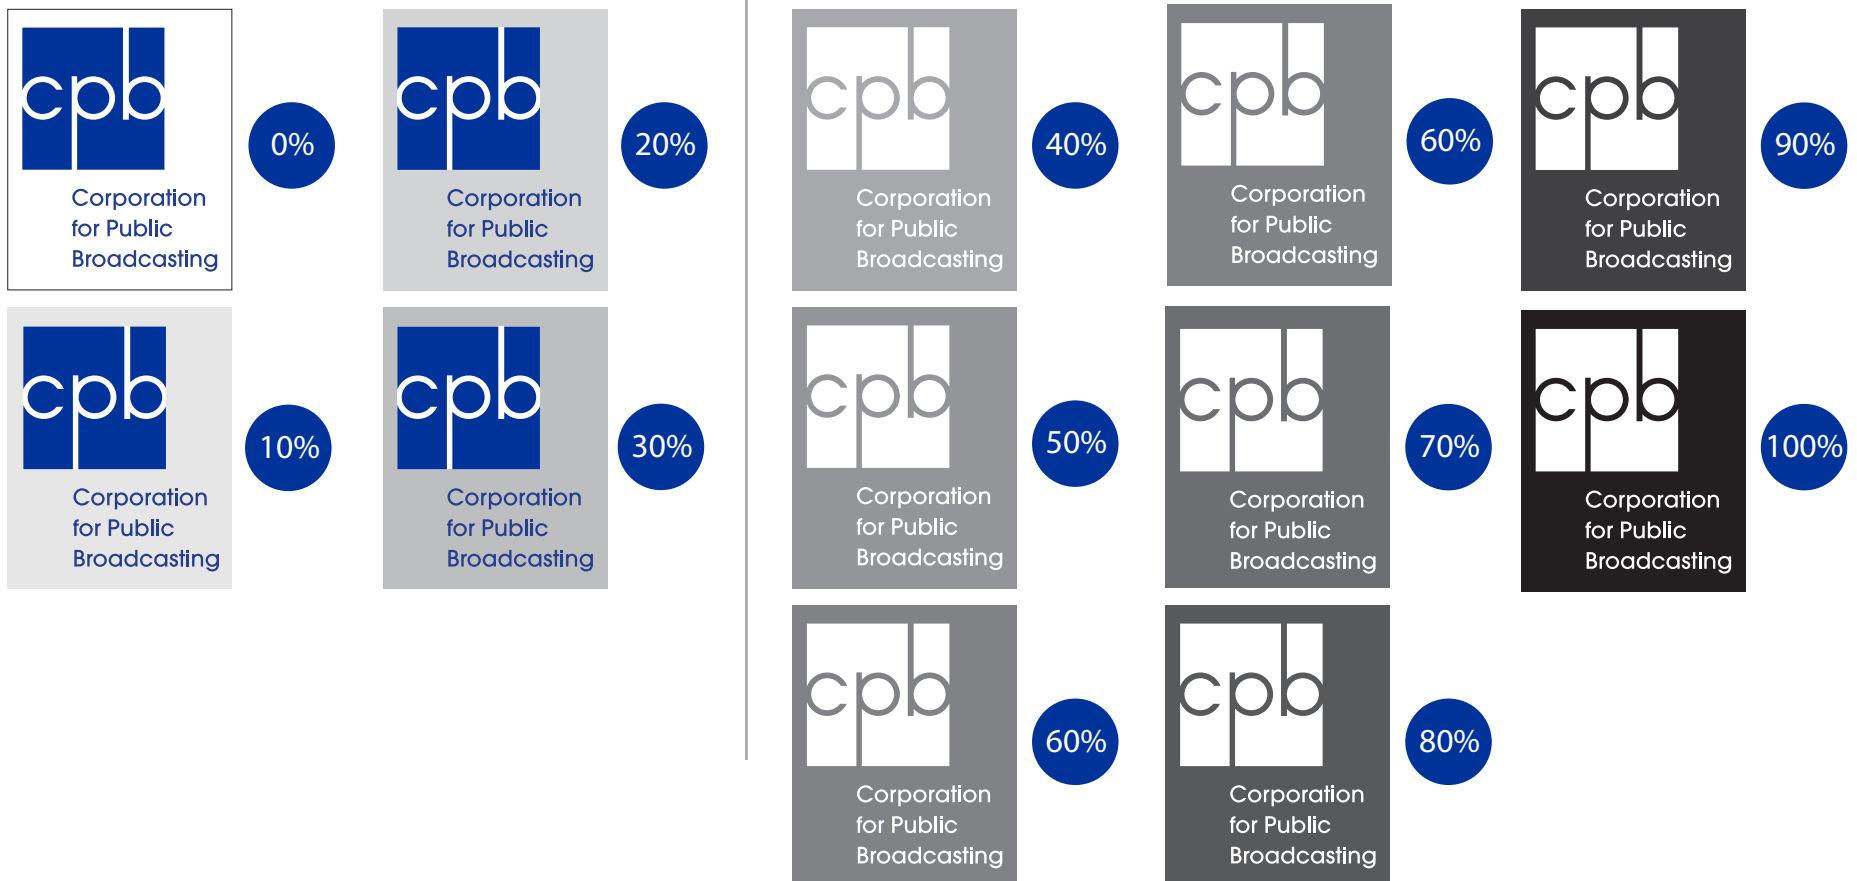 cpb
Corporation
for Public
Broadcasting
0%
cpb
Corporation
for Public
Broadcasting
10%
cpb
Corporation
for Public
Broadcasting
20%
cpb
Corporation
for Public
Broadcasting
30%
cpb
Corporation
for Public
Broadcasting
40%
cpb
Corporation
for Public
Broadcasting
50%
cpb
Corporation
for Public
Broadcasting
60%
cpb
Corporation
for Public
Broadcasting
60%
cpb
Corporation
for Public
Broadcasting
70%
cpb
Corporation
for Public
Broadcasting
80%
cpb
Corporation
for Public
Broadcasting
90%
cpb
Corporation
for Public
Broadcasting
100%